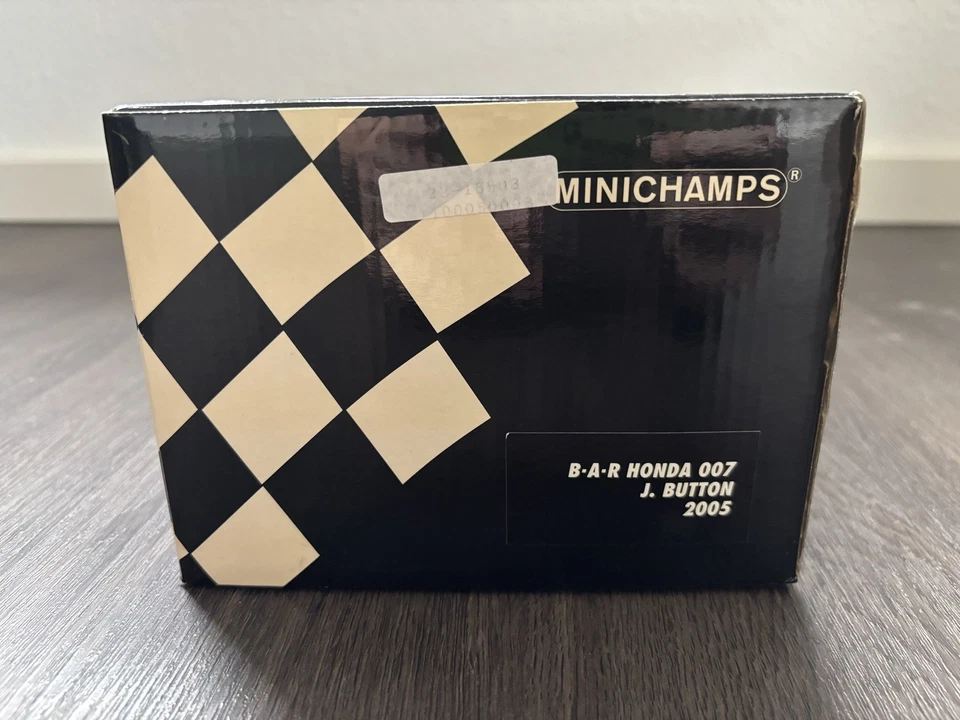 MINICHAMPS®
B·A·R HONDA 007
J. BUTTON
2005